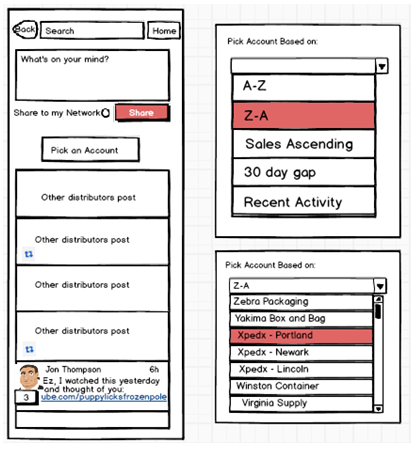 Back
Search
Home
What's on your mind?
Share to my Network
Share
Pick an Account
Other distributors post
Other distributors post
Other distributors post
Other distributors post
Jon Thompson 6h
Ez, I watched this yesterday
and thought of you:
3
ube.com/puppylicksfrozenpole
Pick Account Based on:
A-Z
Z-A
Sales Ascending
30 day gap
Recent Activity
Pick Account Based on:
Z-A
Zebra Packaging
Yakima Box and Bag
Xpedx - Portland
Xpedx - Newark
Xpedx - Lincoln
Winston Container
Virginia Supply